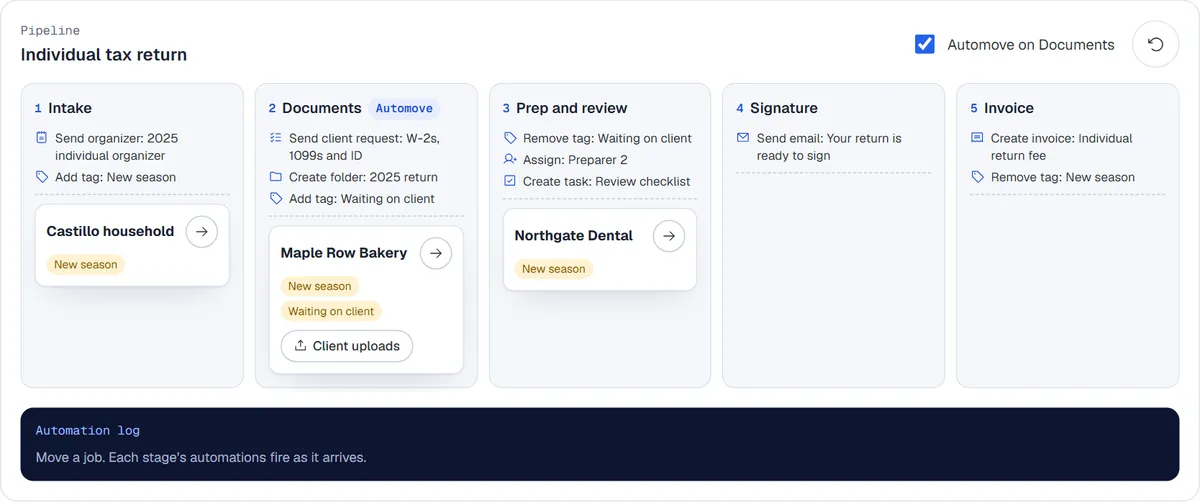 Pipeline
Individual tax return
Automove on Documents
1 Intake
Send organizer: 2025
individual organizer
Add tag: New season
Castillo household
New season
2 Documents Automove
Send client request: W-2s,
1099s and ID
Create folder: 2025 return
Add tag: Waiting on client
Maple Row Bakery
New season
Waiting on client
Client uploads
3 Prep and review
Remove tag: Waiting on client
Assign: Preparer 2
Create task: Review checklist
Northgate Dental
New season
4 Signature
Send email: Your return is
ready to sign
5 Invoice
Create invoice: Individual
return fee
Remove tag: New season
Automation log
Move a job. Each stage's automations fire as it arrives.